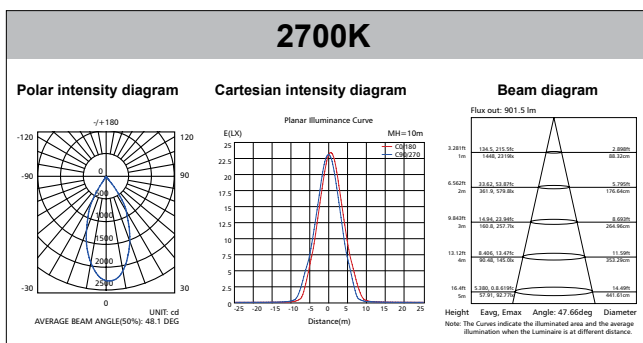 2700K
Polar intensity diagram
-/+180
-120
120
-90
90
0
500
1000
1500
2000
2500
-30
30
0
UNIT: cd
AVERAGE BEAM ANGLE(50%): 48.1 DEG
Cartesian intensity diagram
Planar Illuminance Curve
E(LX)
MH=10m
C0/180
C90/270
25
22.5
20
17.5
15
12.5
10
7.5
5
2.5
0
-25 -20 -15 -10 -5 0 5 10 15 20 25
Distance(m)
Beam diagram
Flux out: 901.5 lm
3.281ft 134.5, 215.5fc 2.898ft
1m 1448, 2319lx 88.32cm
6.562ft 33.62, 53.87fc 5.795ft
2m 361.9, 579.8lx 176.64cm
9.843ft 14.94, 23.94fc 8.693ft
3m 160.8, 257.7lx 264.96cm
13.12ft 8.406, 13.47fc 11.59ft
4m 90.48, 145.0lx 353.29cm
16.4ft 5.380, 0.8.619fc 14.49ft
5m 57.91, 92.77lx 441.61cm
Height Eavg, Emax Angle: 47.66deg Diameter
Note: The Curves indicate the illuminated area and the average
illumination when the Luminaire is at different distance.